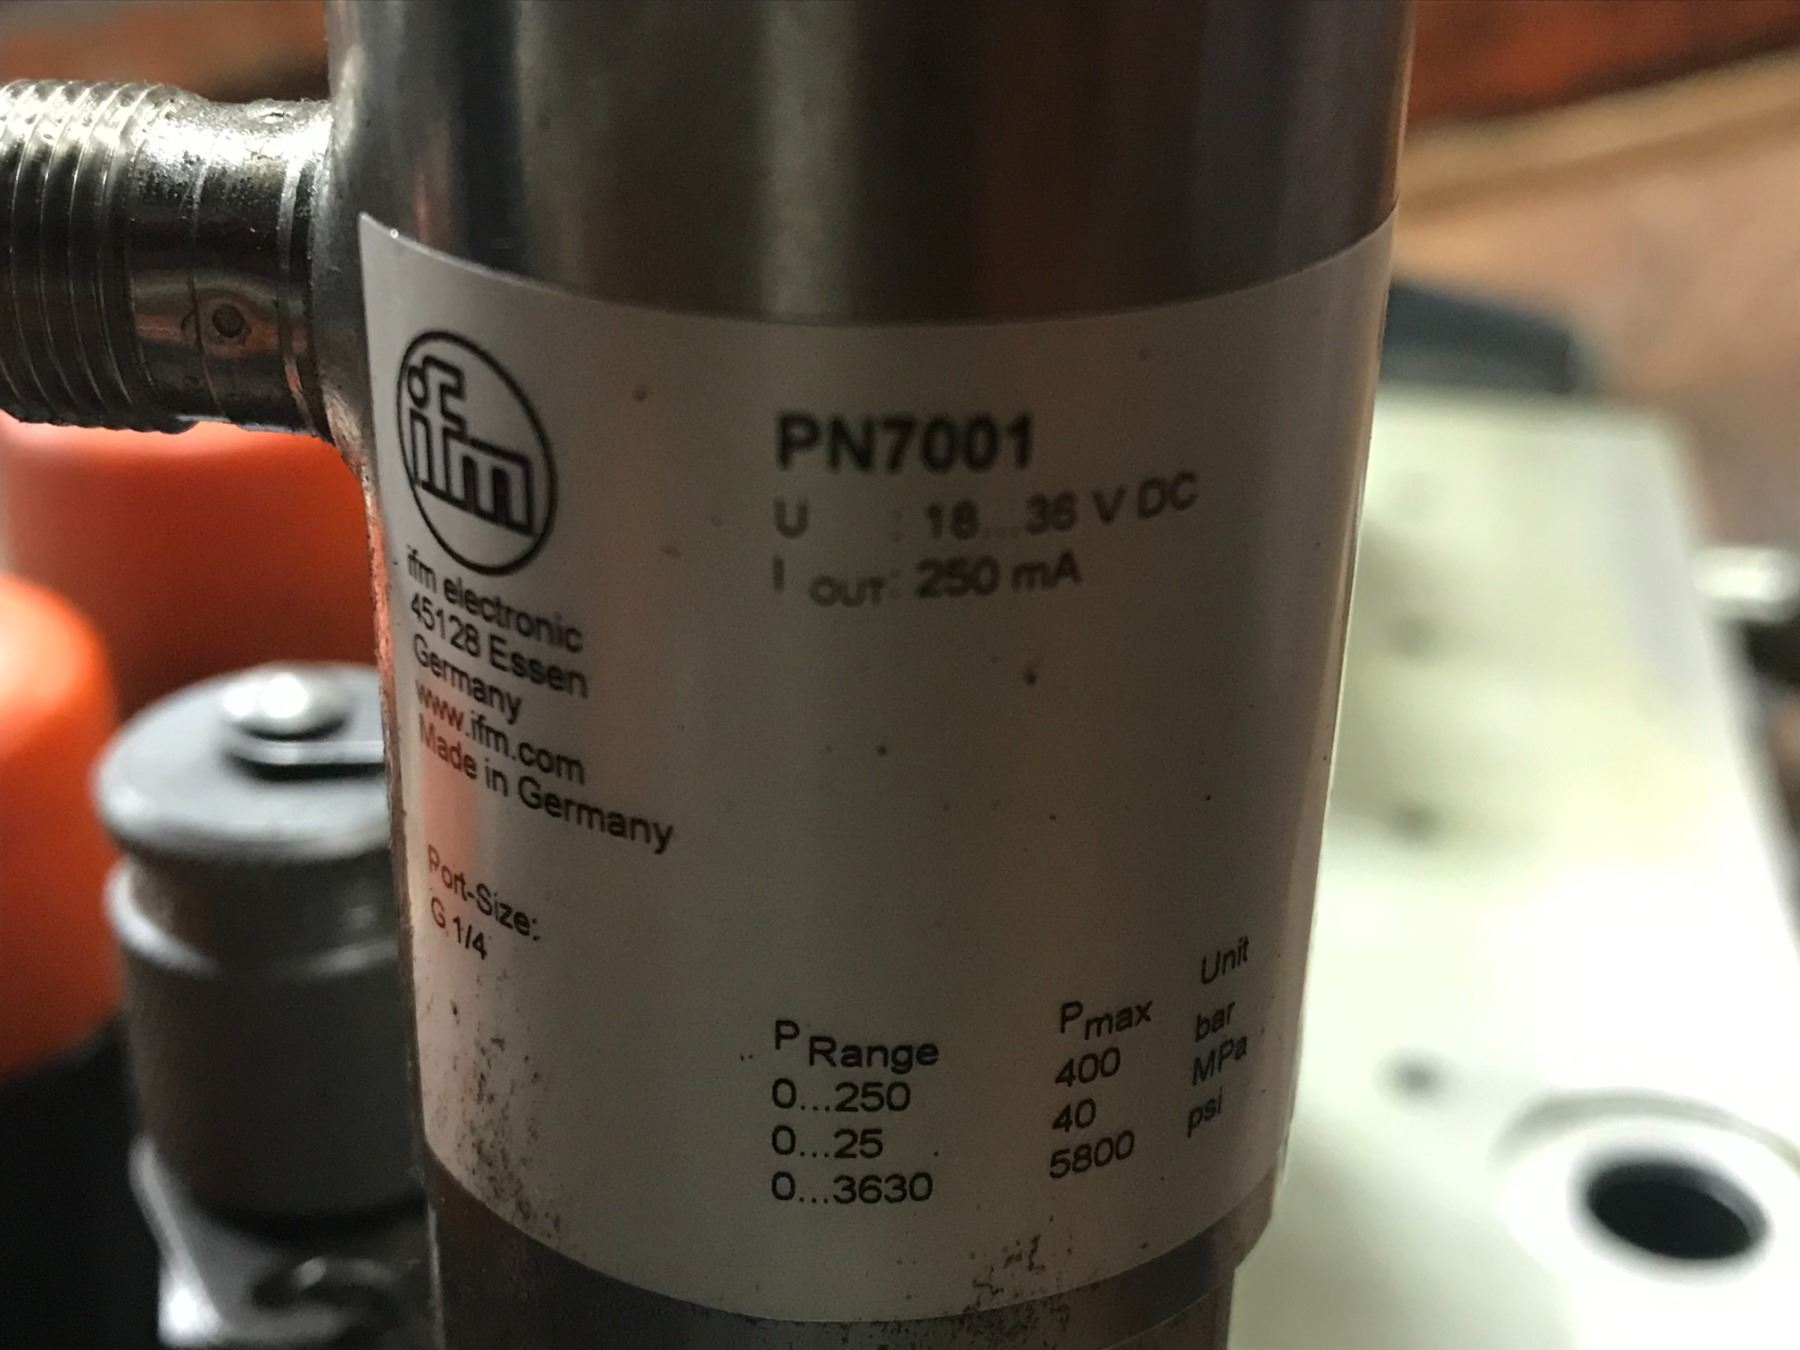 ifm
ifm electronic
45128 Essen
Germany
www.ifm.com
Made in Germany
Port-Size:
G 1/4
PN7001
U : 18...36 V DC
I OUT: 250 mA
P Range Pmax Unit
0...250 400 bar
0...25 40 MPa
0...3630 5800 psi